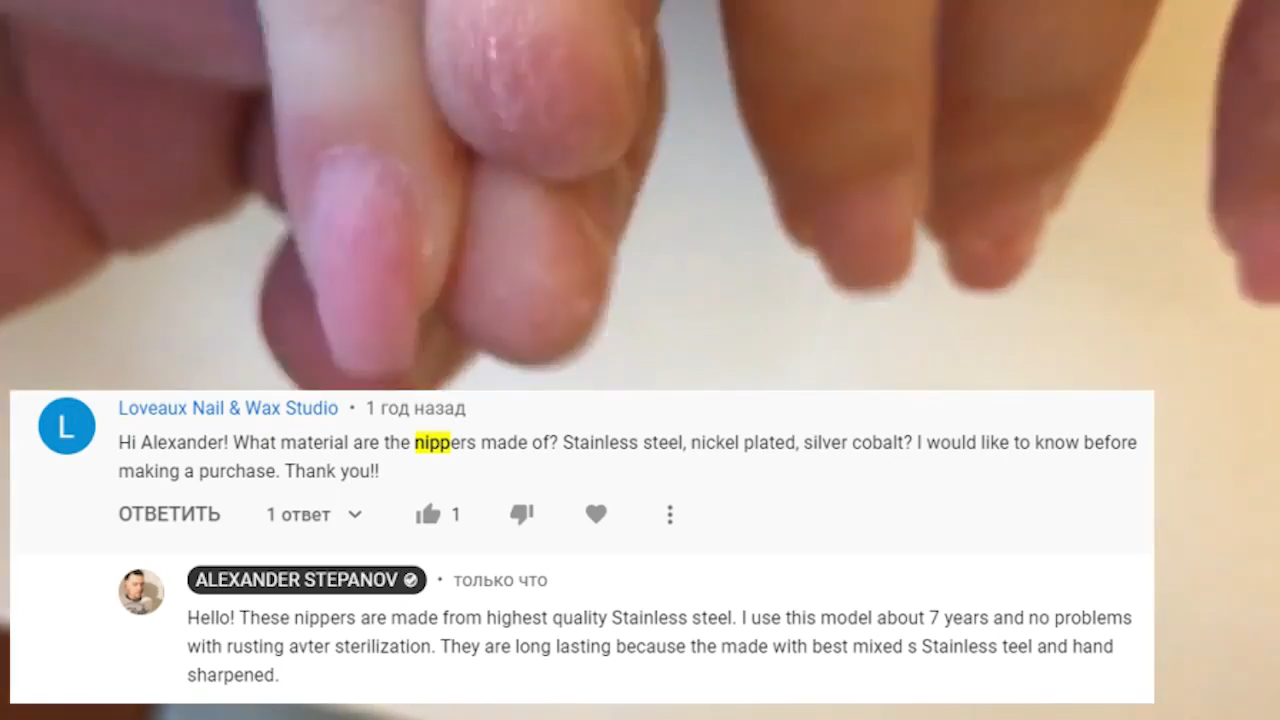 L
Loveaux Nail & Wax Studio • 1 год назад
Hi Alexander! What material are the nippers made of? Stainless steel, nickel plated, silver cobalt? I would like to know before
making a purchase. Thank you!!
ОТВЕТИТЬ 1 ответ 1
ALEXANDER STEPANOV • только что
Hello! These nippers are made from highest quality Stainless steel. I use this model about 7 years and no problems
with rusting avter sterilization. They are long lasting because the made with best mixed s Stainless teel and hand
sharpened.